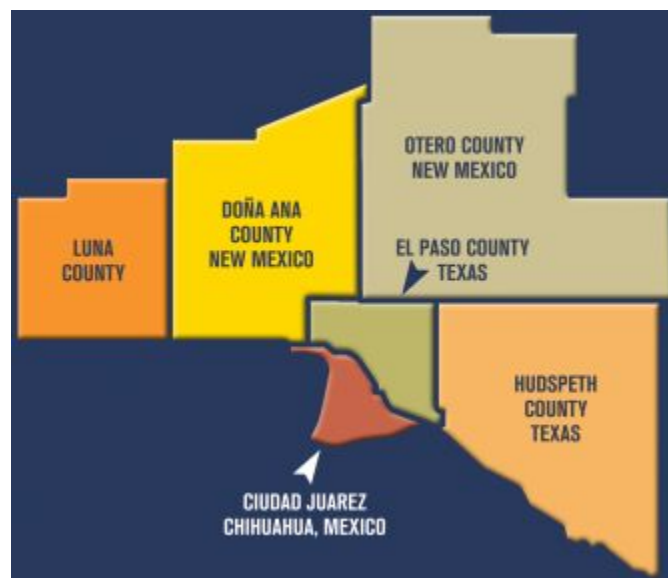 OTERO COUNTY
NEW MEXICO
DOÑA ANA
COUNTY
NEW MEXICO
LUNA
COUNTY
EL PASO COUNTY
TEXAS
HUDSPETH
COUNTY
TEXAS
CIUDAD JUAREZ
CHIHUAHUA, MEXICO